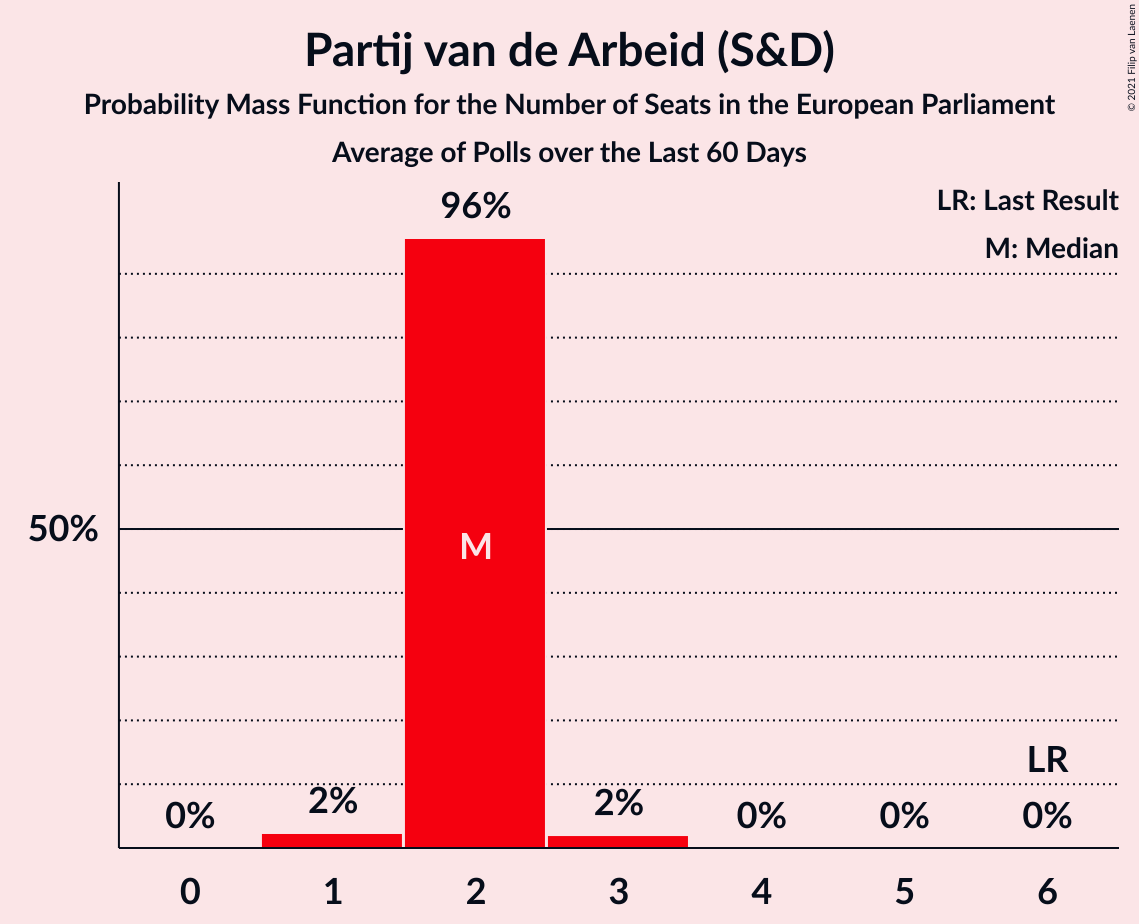 Partij van de Arbeid (S&D)
Probability Mass Function for the Number of Seats in the European Parliament
Average of Polls over the Last 60 Days
© 2021 Filip van Laenen
LR: Last Result
M: Median
96%
50%
M
LR
0%
2%
2%
0%
0%
0%
0
1
2
3
4
5
6